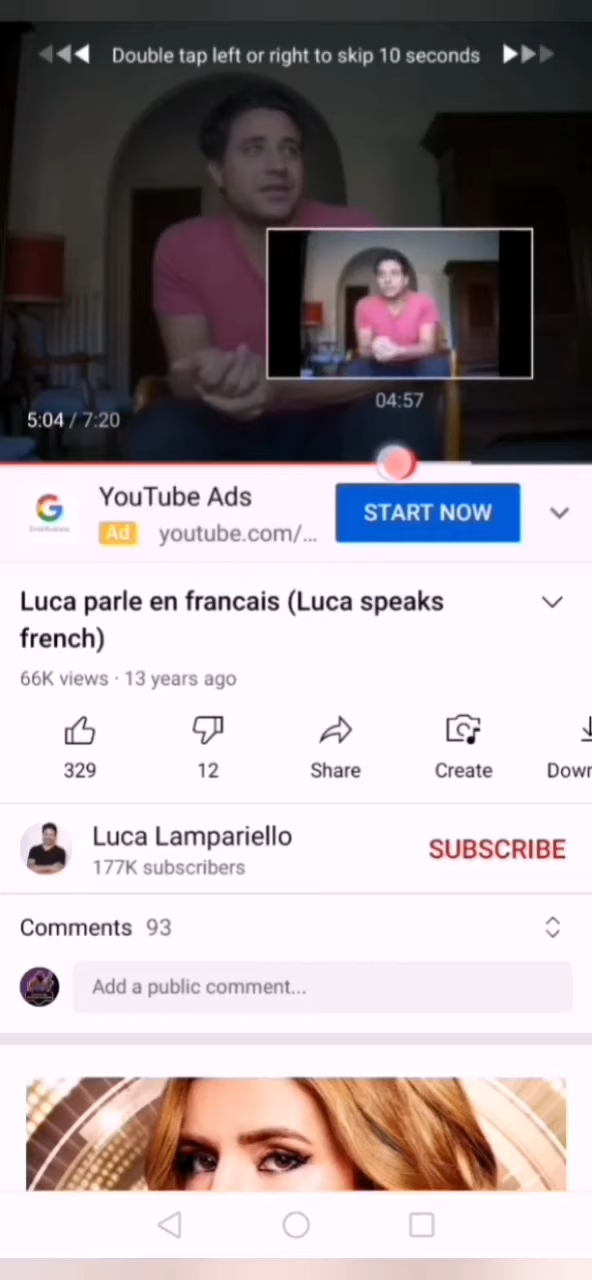 Double tap left or right to skip 10 seconds
04:57
5:04 / 7:20
YouTube Ads
START NOW
Ad youtube.com/...
Luca parle en francais (Luca speaks
french)
66K views · 13 years ago
329
12
Share
Create
Down
Luca Lampariello
SUBSCRIBE
177K subscribers
Comments 93
Add a public comment...